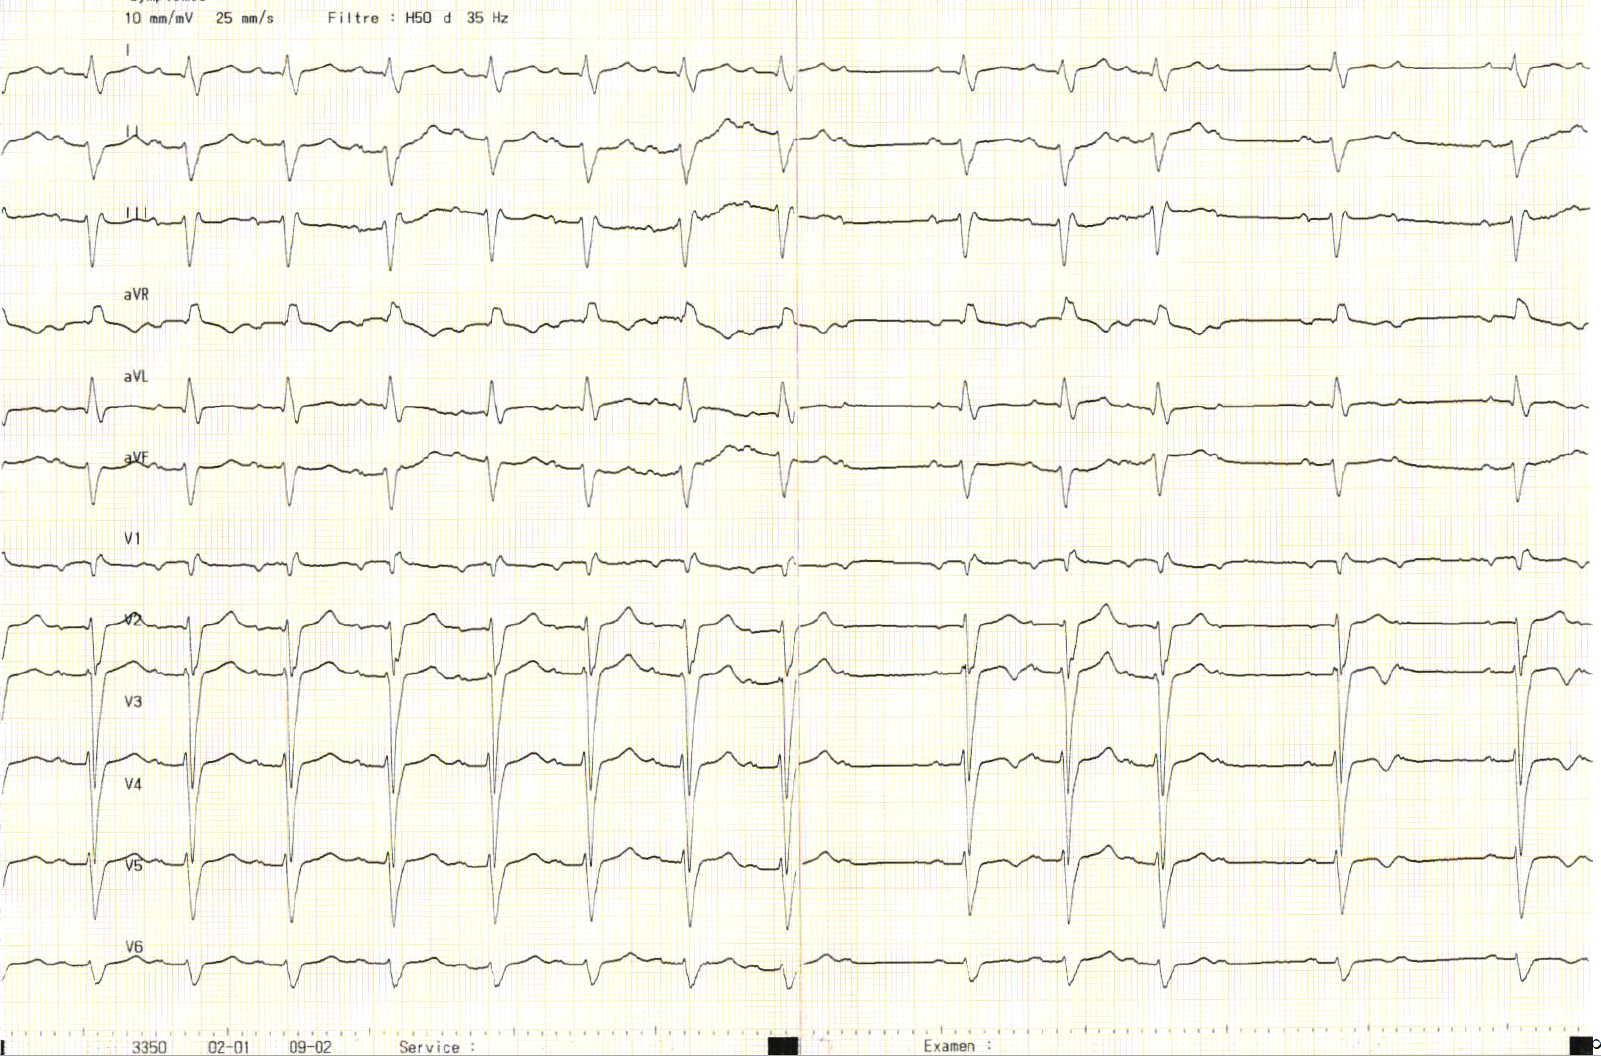 10 mm/mV 25 mm/s Filtre : H50 d 35 Hz
I
II
III
aVR
aVL
aVF
V1
V2
V3
V4
V5
V6
3350 02-01 09-02 Service : Examen :